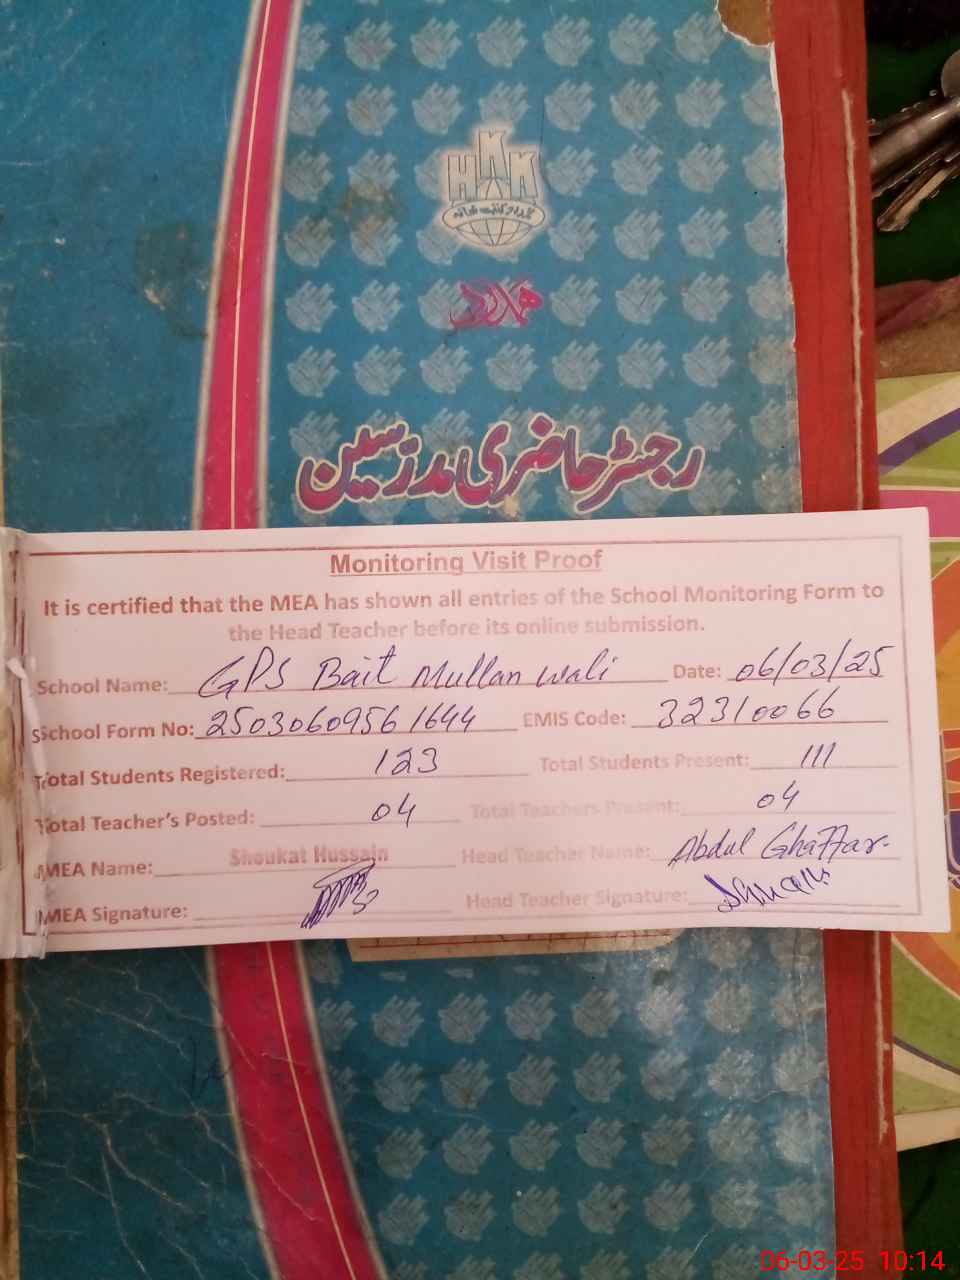 HKK
رجسٹر حاضری مدرسین
Monitoring Visit Proof
It is certified that the MEA has shown all entries of the School Monitoring Form to
the Head Teacher before its online submission.
School Name: GPS Bait Mullan wali Date: 06/03/25
School Form No: 25030609561644 EMIS Code: 32310066
Total Students Registered: 123 Total Students Present: 111
Total Teacher's Posted: 04 Total Teachers Present: 04
MEA Name: Shoukat Hussain Head Teacher Name: Abdul Ghaffar
MEA Signature: Head Teacher Signature:
06-03-25 10:14